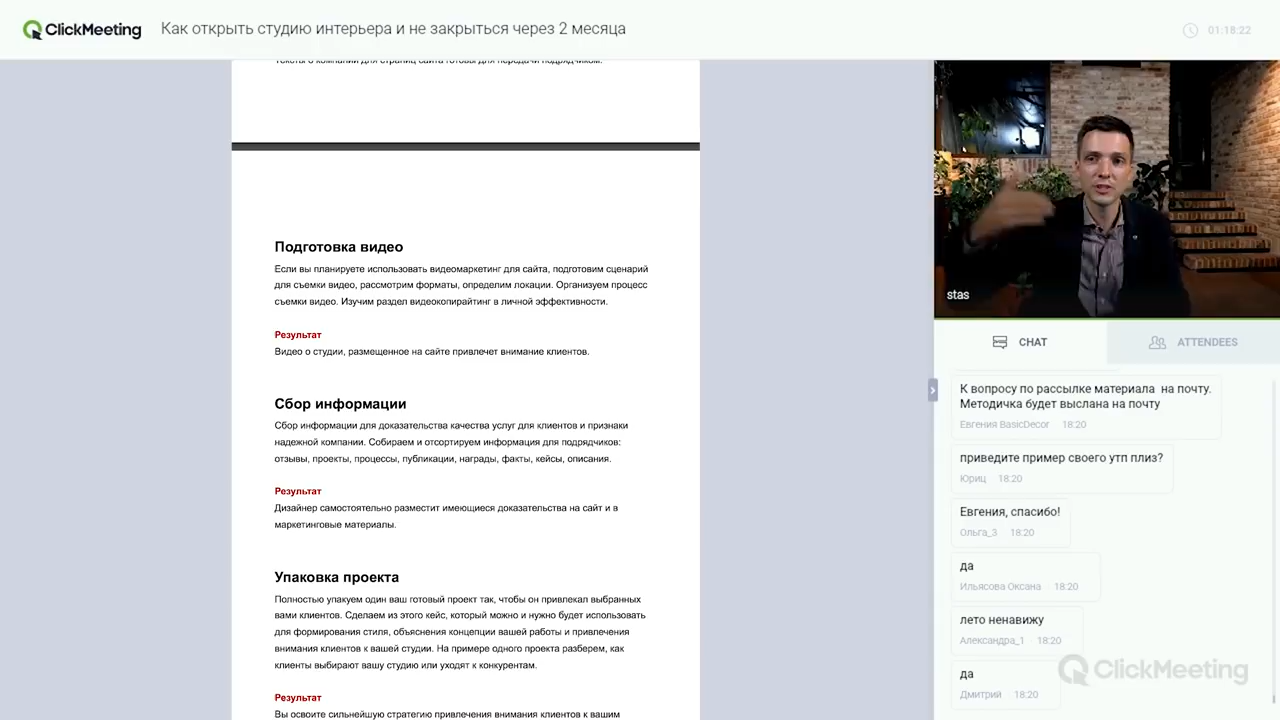 ClickMeeting
Как открыть студию интерьера и не закрыться через 2 месяца
01:18:22
Тексты о компании для страниц сайта готовы для передачи подрядчиком.
Подготовка видео
Если вы планируете использовать видеомаркетинг для сайта, подготовим сценарий
для съемки видео, рассмотрим форматы, определим локации. Организуем процесс
съемки видео. Изучим раздел видеокопирайтинг в личной эффективности.
Результат
Видео о студии, размещенное на сайте привлечет внимание клиентов.
Сбор информации
Сбор информации для доказательства качества услуг для клиентов и признаки
надежной компании. Собираем и отсортируем информация для подрядчиков:
отзывы, проекты, процессы, публикации, награды, факты, кейсы, описания.
Результат
Дизайнер самостоятельно разместит имеющиеся доказательства на сайт и в
маркетинговые материалы.
Упаковка проекта
Полностью упакуем один ваш готовый проект так, чтобы он привлекал выбранных
вами клиентов. Сделаем из этого кейс, который можно и нужно будет использовать
для формирования стиля, объяснения концепции вашей работы и привлечения
внимания клиентов к вашей студии. На примере одного проекта разберем, как
клиенты выбирают вашу студию или уходят к конкурентам.
Результат
Вы освоите сильнейшую стратегию привлечения внимания клиентов к вашим
stas
CHAT
ATTENDEES
К вопросу по рассылке материала на почту.
Методичка будет выслана на почту
Евгения BasicDecor 18:20
приведите пример своего утп плиз?
Юриц 18:20
Евгения, спасибо!
Ольга_3 18:20
да
Ильясова Оксана 18:20
лето ненавижу
Александра_1 18:20
да
Дмитрий 18:20
ClickMeeting